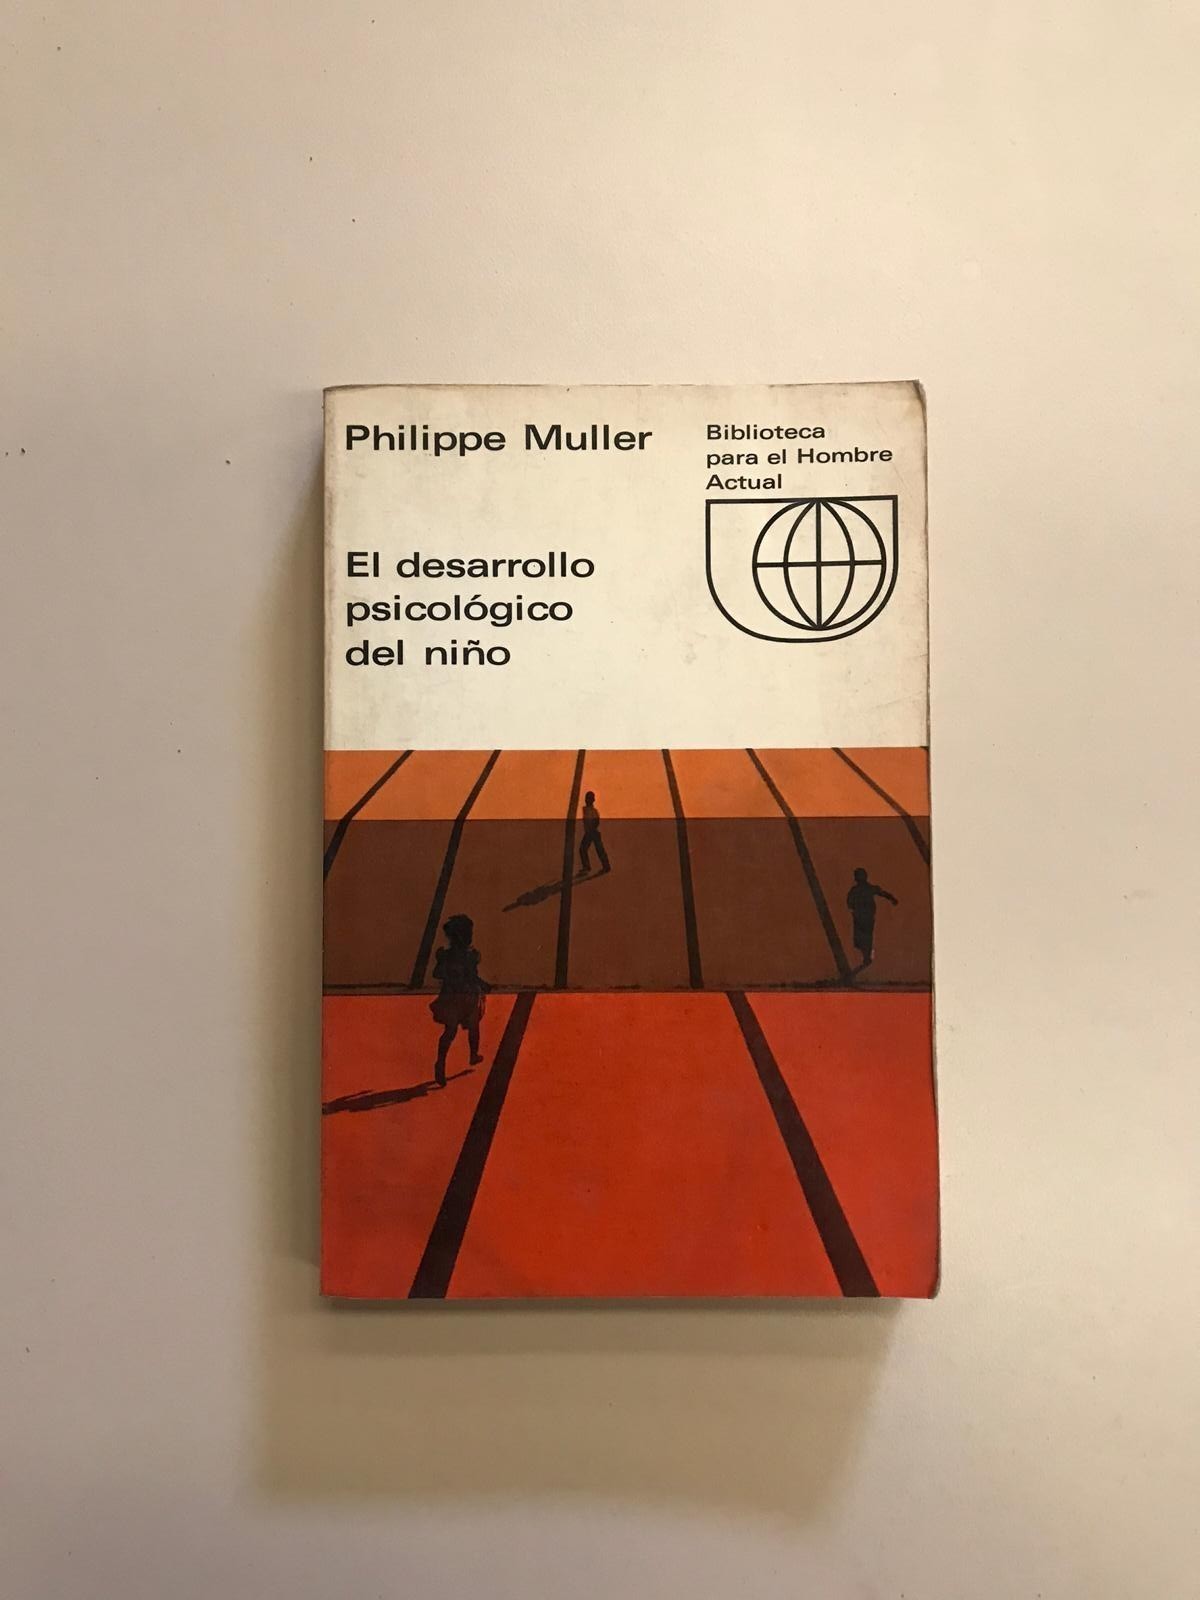 Philippe Muller
Biblioteca
para el Hombre
Actual
El desarrollo
psicológico
del niño